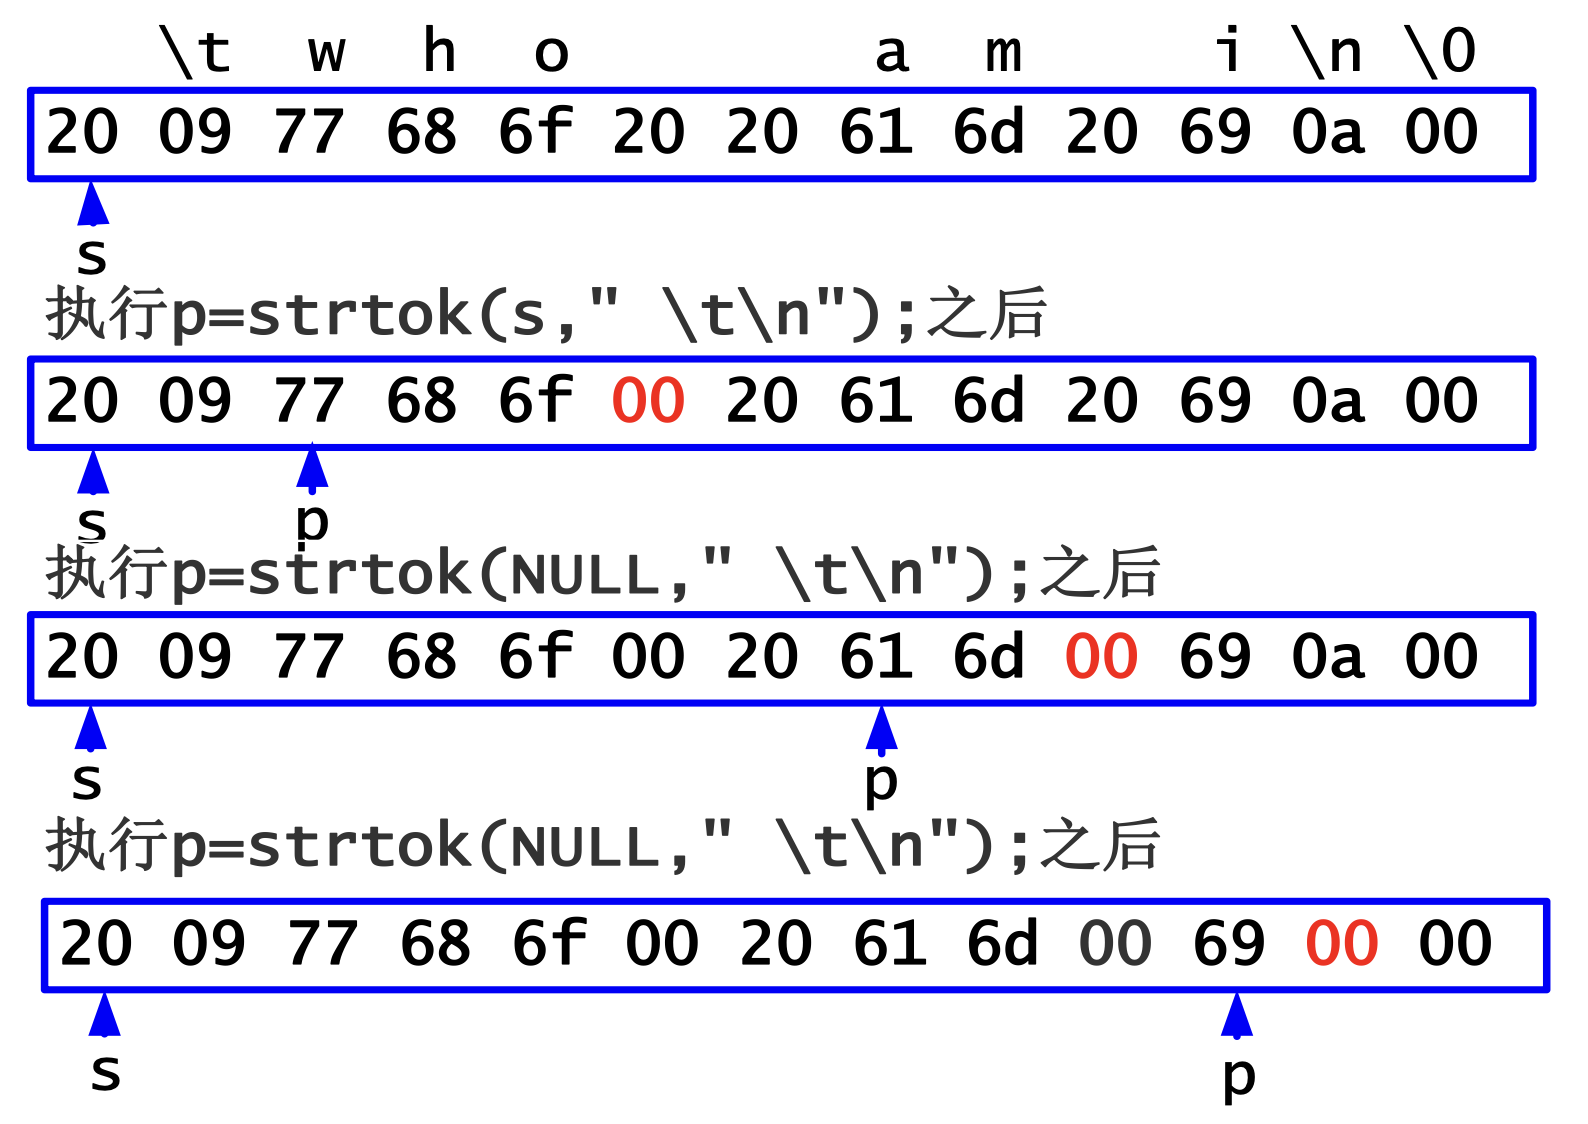 \t w h o a m i \n \0
20 09 77 68 6f 20 20 61 6d 20 69 0a 00
s
执行p=strtok(s," \t\n");之后
20 09 77 68 6f 00 20 61 6d 20 69 0a 00
s p
执行p=strtok(NULL," \t\n");之后
20 09 77 68 6f 00 20 61 6d 00 69 0a 00
s p
执行p=strtok(NULL," \t\n");之后
20 09 77 68 6f 00 20 61 6d 00 69 00 00
s p